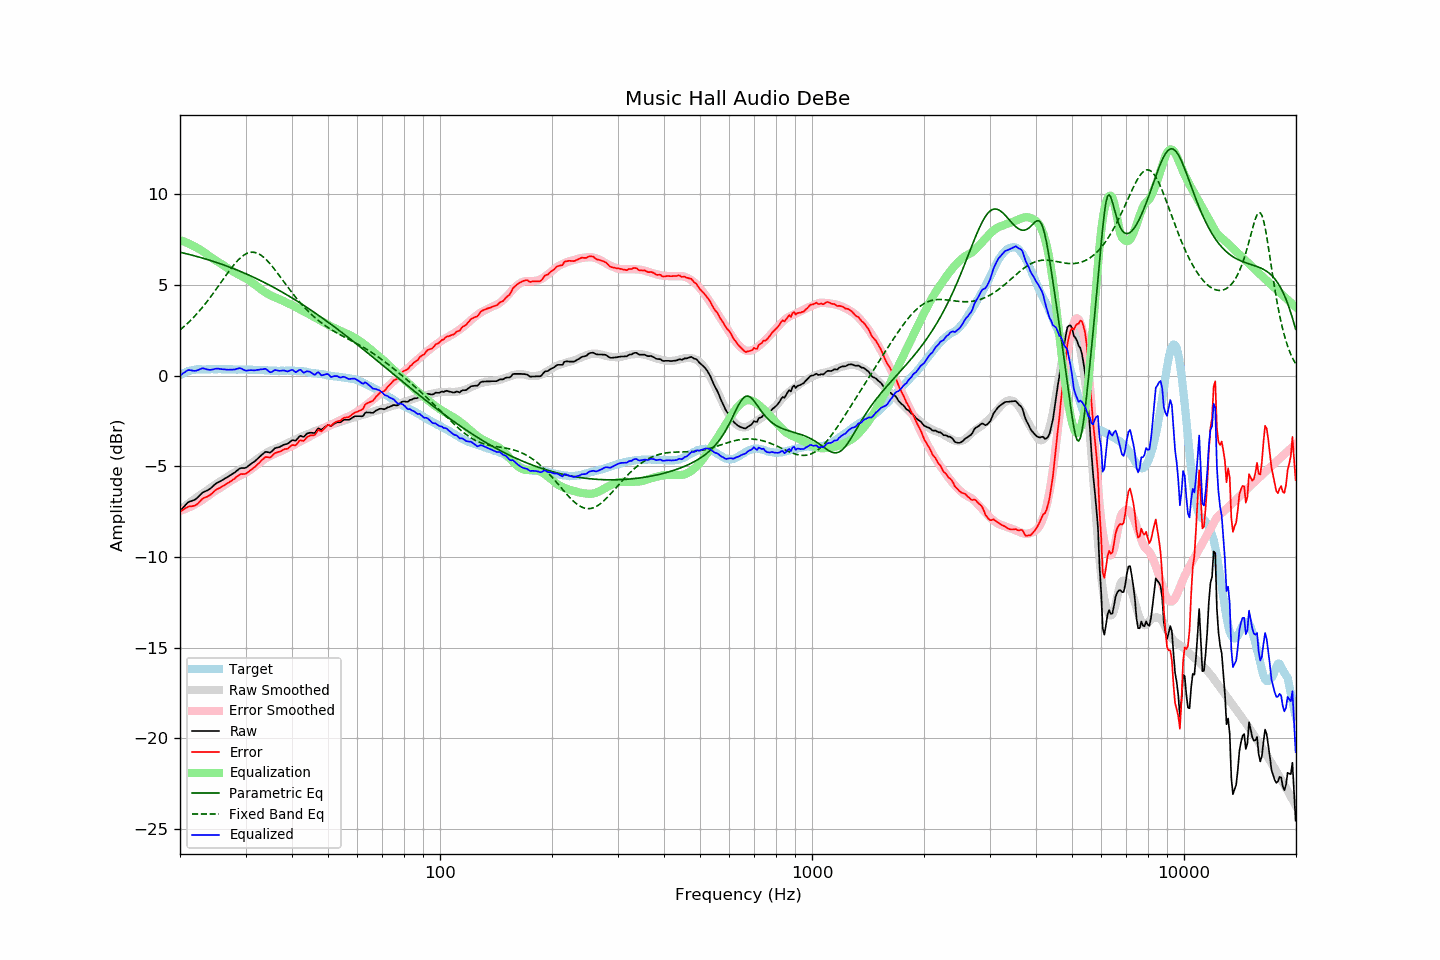 Music Hall Audio DeBe
Amplitude (dBr)
10
5
0
−5
−10
−15
−20
−25
Target
Raw Smoothed
Error Smoothed
Raw
Error
Equalization
Parametric Eq
Fixed Band Eq
Equalized
100
1000
10000
Frequency (Hz)